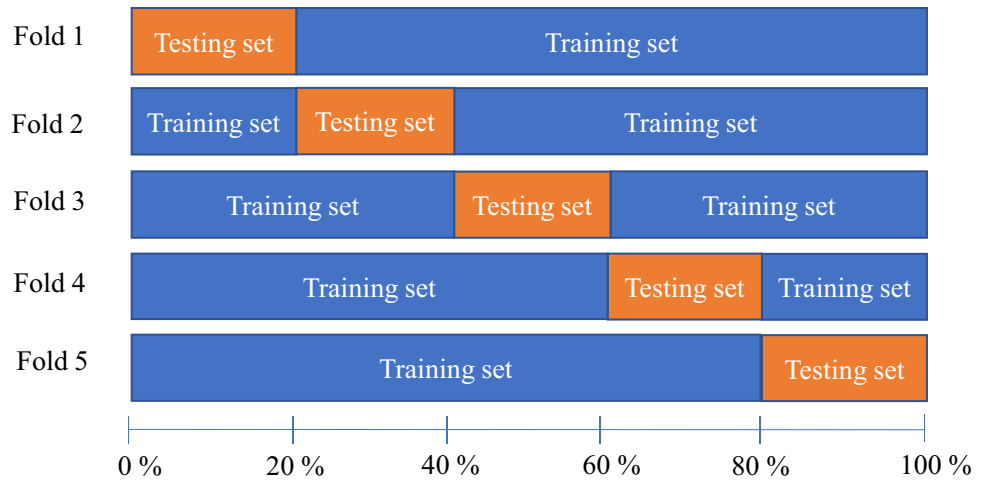 Fold 1 Testing set Training set
Fold 2 Training set Testing set Training set
Fold 3 Training set Testing set Training set
Fold 4 Training set Testing set Training set
Fold 5 Training set Testing set
0 % 20 % 40 % 60 % 80 % 100 %